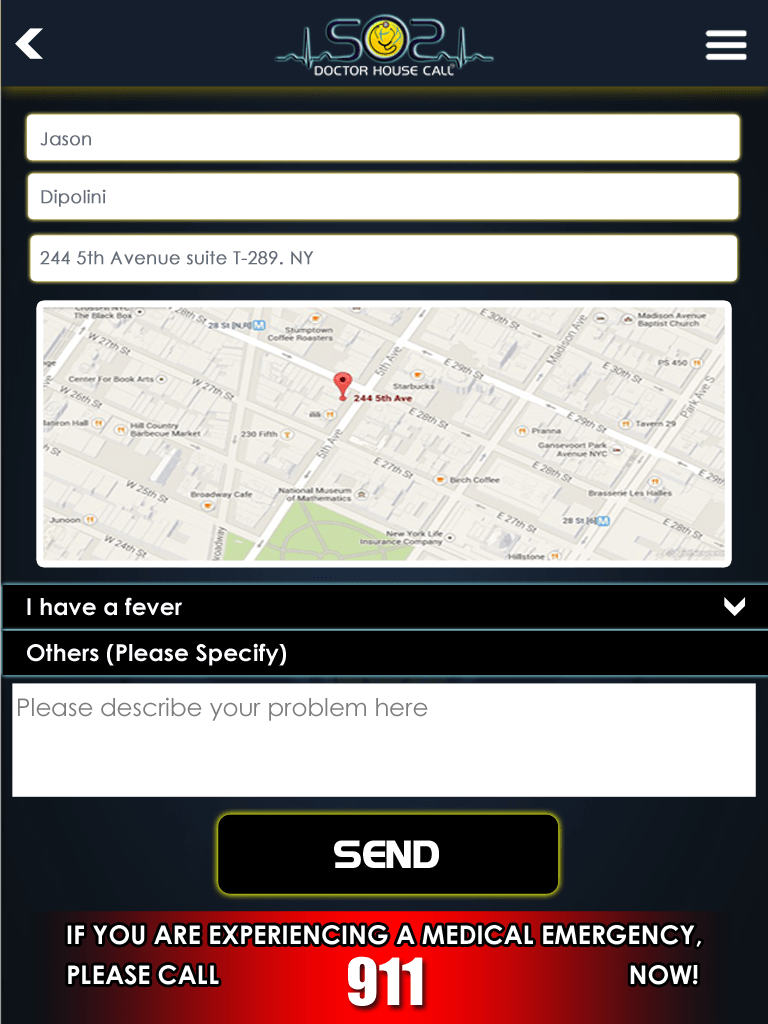 SOS
DOCTOR HOUSE CALL
Jason
Dipolini
244 5th Avenue suite T-289. NY
The Black Box
28th St
28 St [N,R] M
Stumptown
Coffee Roasters
E 30th St
Madison Ave
Madison Avenue
Baptist Church
W 27th St
5th Ave
E 29th St
E 30th St
PS 450
Center For Book Arts
W 27th St
Starbucks
Park Ave S
W 26th St
244 5th Ave
ilili
E 28th St
E 29th St
Tavern 29
Hill Country
Barbecue Market
230 Fifth
5th Ave
Pranna
Gansevoort Park
Avenue NYC
E 27th St
E 28th St
E 29th
W 25th St
Broadway Cafe
National Museum
of Mathematics
Birch Coffee
Brasserie Les Halles
Junoon
W 24th St
New York Life
Insurance Company
E 27th St
28 St [6] M
E 28th St
Hillstone
I have a fever
Others (Please Specify)
Please describe your problem here
SEND
IF YOU ARE EXPERIENCING A MEDICAL EMERGENCY,
PLEASE CALL 911 NOW!